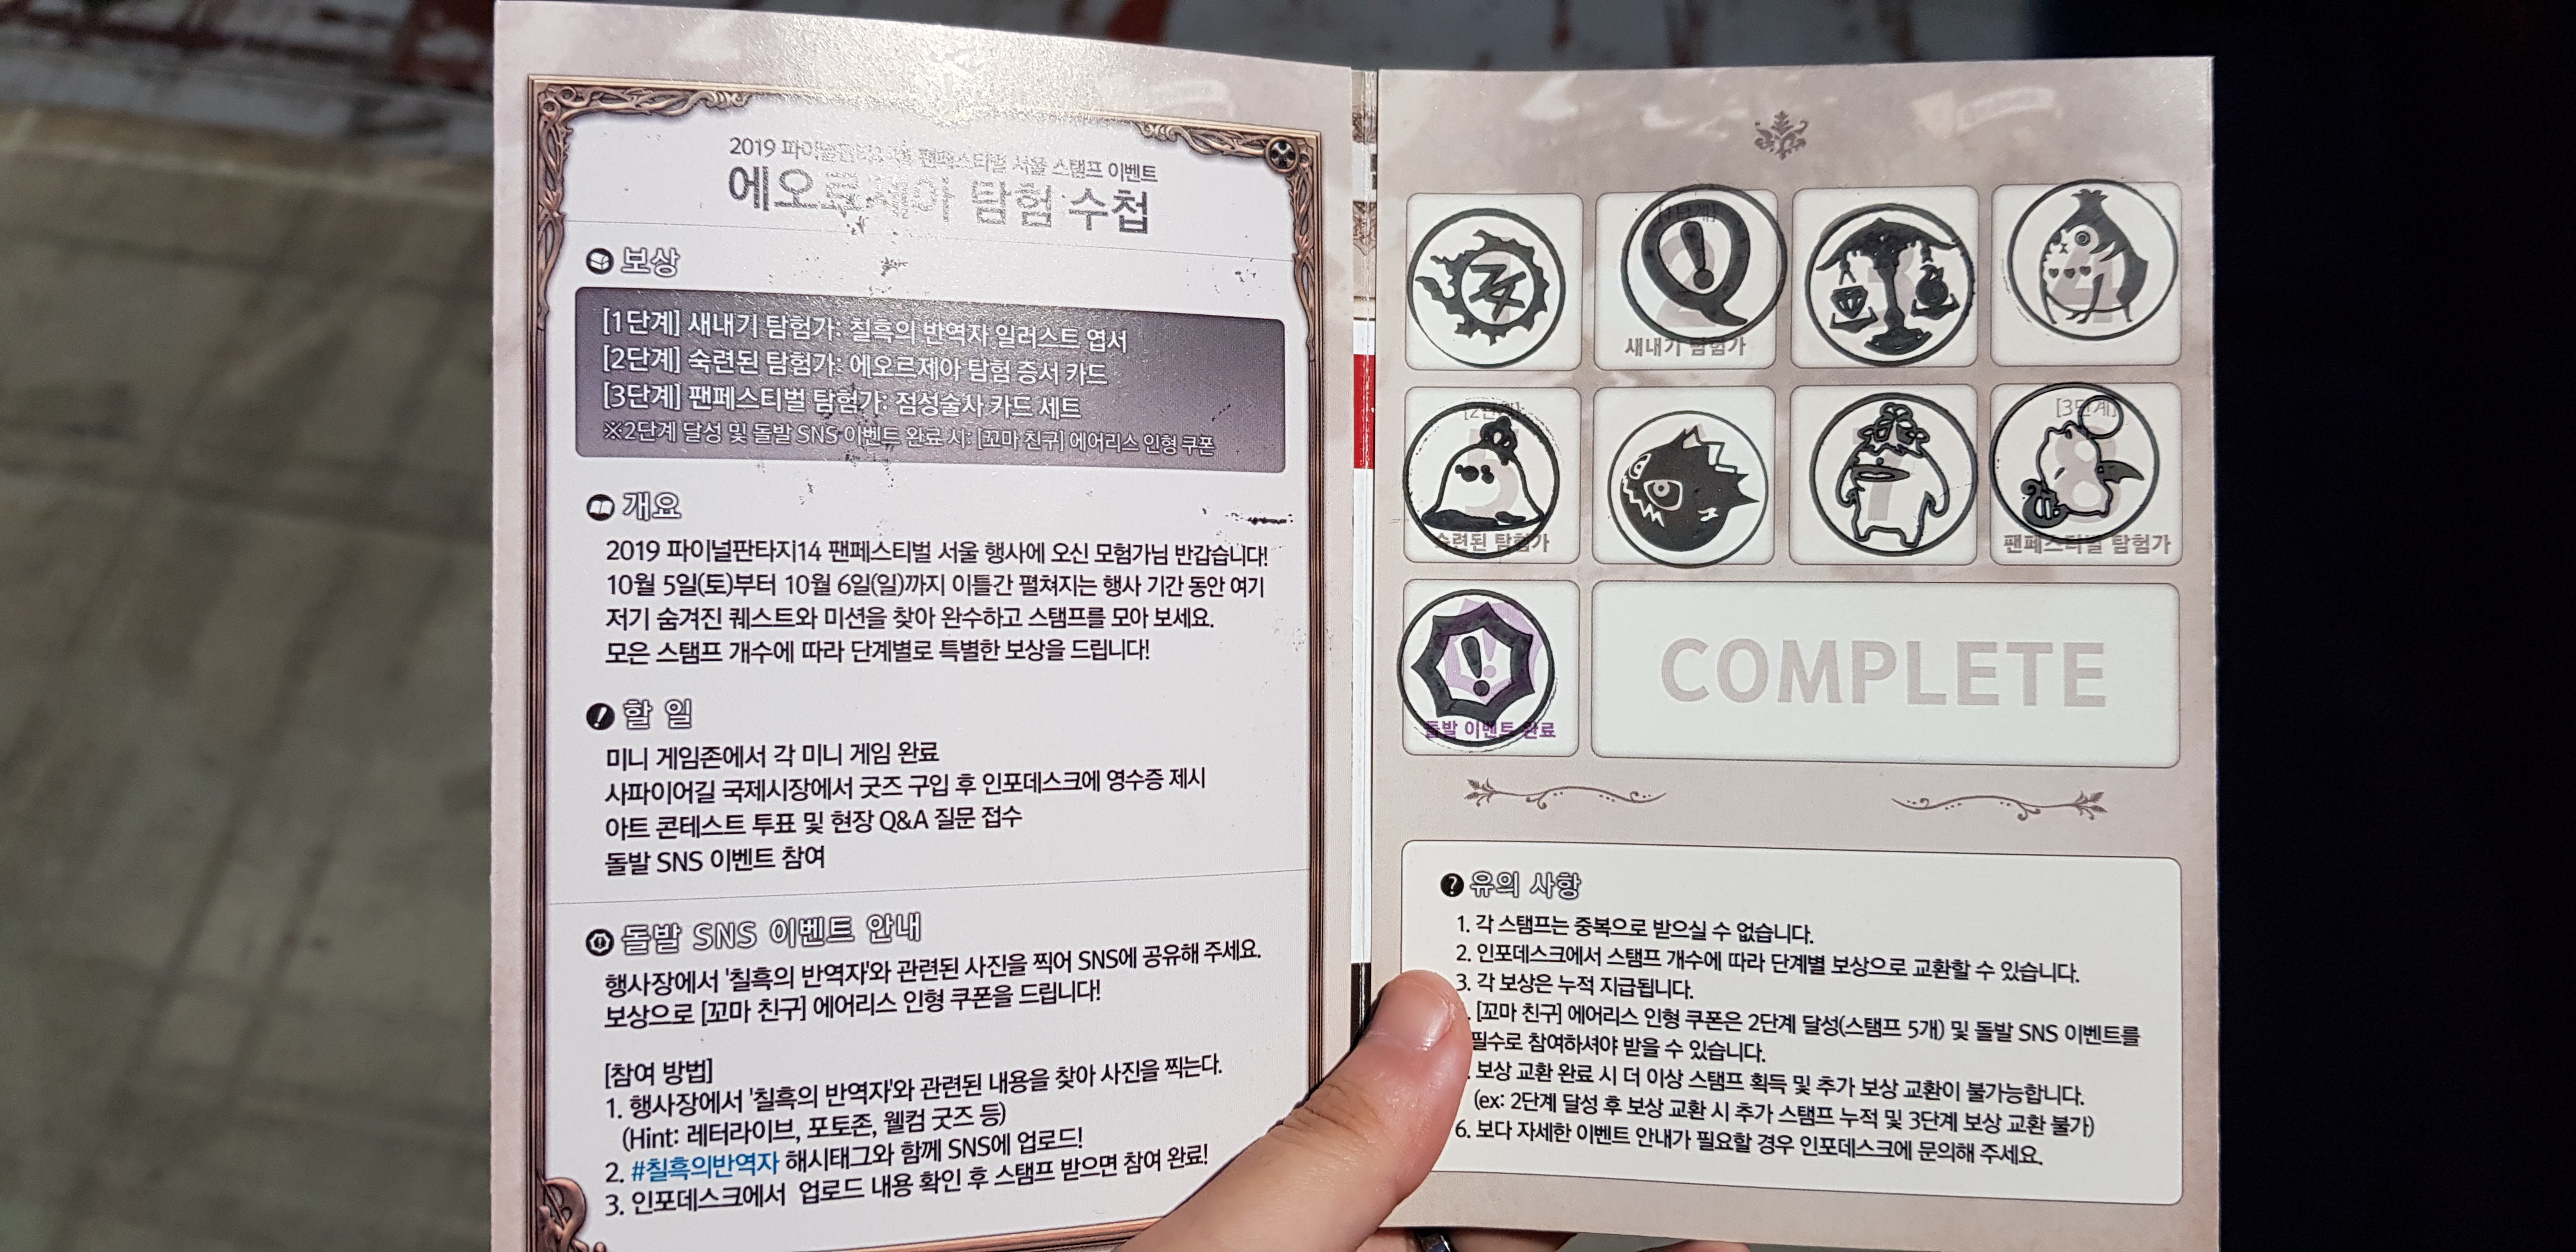 2019 파이널판타지14 팬페스티벌 서울 스탬프 이벤트
에오르제아 탐험 수첩
보상
[1단계] 새내기 탐험가: 칠흑의 반역자 일러스트 엽서
[2단계] 숙련된 탐험가: 에오르제아 탐험 증서 카드
[3단계] 팬페스티벌 탐험가: 점성술사 카드 세트
※2단계 달성 및 돌발 SNS 이벤트 완료 시: [꼬마 친구] 에어리스 인형 쿠폰
개요
2019 파이널판타지14 팬페스티벌 서울 행사에 오신 모험가님 반갑습니다!
10월 5일(토)부터 10월 6일(일)까지 이틀간 펼쳐지는 행사 기간 동안 여기
저기 숨겨진 퀘스트와 미션을 찾아 완수하고 스탬프를 모아 보세요.
모은 스탬프 개수에 따라 단계별로 특별한 보상을 드립니다!
할 일
미니 게임존에서 각 미니 게임 완료
사파이어길 국제시장에서 굿즈 구입 후 인포데스크에 영수증 제시
아트 콘테스트 투표 및 현장 Q&A 질문 접수
돌발 SNS 이벤트 참여
돌발 SNS 이벤트 안내
행사장에서 '칠흑의 반역자'와 관련된 사진을 찍어 SNS에 공유해 주세요.
보상으로 [꼬마 친구] 에어리스 인형 쿠폰을 드립니다!
[참여 방법]
1. 행사장에서 '칠흑의 반역자'와 관련된 내용을 찾아 사진을 찍는다.
(Hint: 레터라이브, 포토존, 웰컴 굿즈 등)
2. #칠흑의반역자 해시태그와 함께 SNS에 업로드!
3. 인포데스크에서 업로드 내용 확인 후 스탬프 받으면 참여 완료!
[1단계]
2
새내기 탐험가
3
4
[2단계]
5
숙련된 탐험가
7
[3단계]
8
팬페스티벌 탐험가
돌발 이벤트 완료
COMPLETE
유의 사항
1. 각 스탬프는 중복으로 받으실 수 없습니다.
2. 인포데스크에서 스탬프 개수에 따라 단계별 보상으로 교환할 수 있습니다.
3. 각 보상은 누적 지급됩니다.
[꼬마 친구] 에어리스 인형 쿠폰은 2단계 달성(스탬프 5개) 및 돌발 SNS 이벤트를
필수로 참여하셔야 받을 수 있습니다.
보상 교환 완료 시 더 이상 스탬프 획득 및 추가 보상 교환이 불가능합니다.
(ex: 2단계 달성 후 보상 교환 시 추가 스탬프 누적 및 3단계 보상 교환 불가)
6. 보다 자세한 이벤트 안내가 필요할 경우 인포데스크에 문의해 주세요.